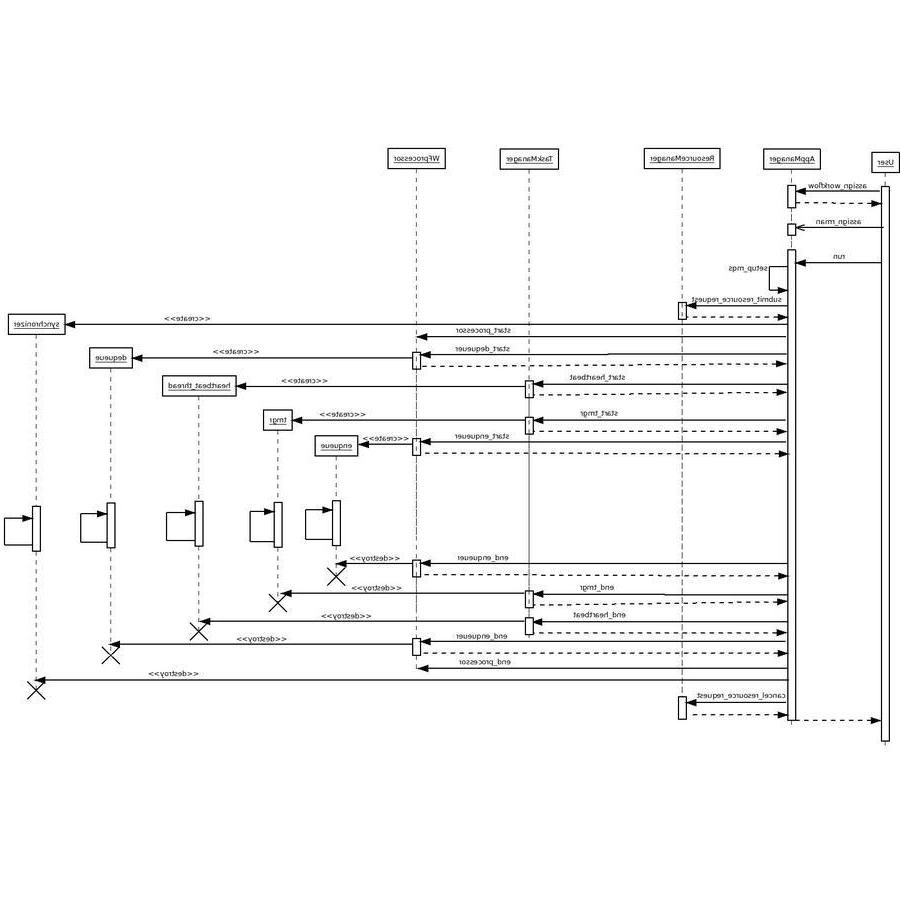 User
AppManager
ResourceManager
TaskManager
WFprocessor
assign_workflow
assign_rman
run
setup_mqs
submit_resource_request
<<create>>
synchronizer
start_processor
start_dequeuer
<<create>>
dequeue
start_heartbeat
<<create>>
heartbeat_thread
start_tmgr
<<create>>
tmgr
start_enqueuer
<<create>>
enqueue
end_enqueuer
<<destroy>>
end_tmgr
<<destroy>>
end_heartbeat
<<destroy>>
end_enqueuer
<<destroy>>
end_processor
<<destroy>>
cancel_resource_request